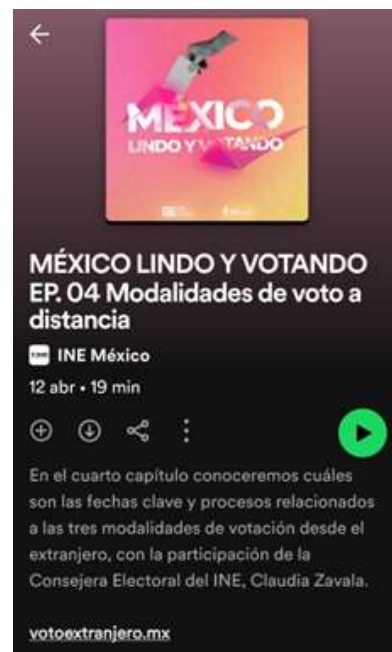 MÉXICO
LINDO Y VOTANDO
MÉXICO LINDO Y VOTANDO
EP. 04 Modalidades de voto a
distancia
INE México
12 abr • 19 min
En el cuarto capítulo conoceremos cuáles
son las fechas clave y procesos relacionados
a las tres modalidades de votación desde el
extranjero, con la participación de la
Consejera Electoral del INE, Claudia Zavala.
votoextranjero.mx